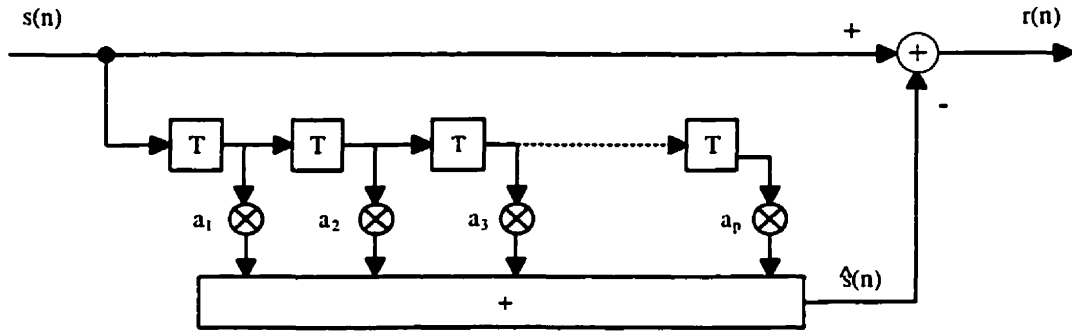 s(n) r(n)
+ +
-
T T T T
a1 a2 a3 ap
ŝ(n)
+